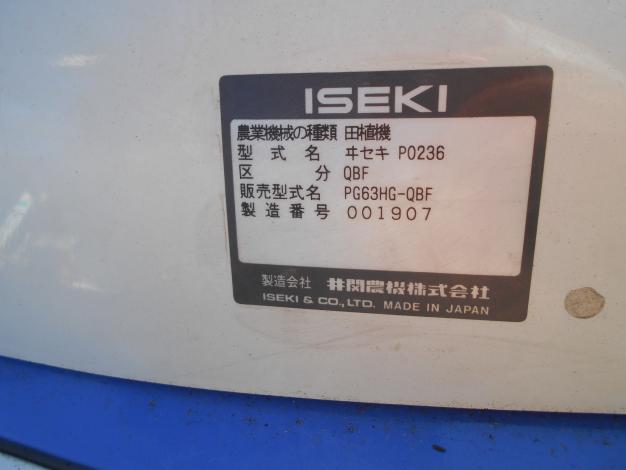 ISEKI
農業機械の種類 田植機
型式名 ヰセキ P0236
区分 QBF
販売型式名 PG63HG-QBF
製造番号 001907
製造会社 井関農機株式会社
ISEKI & CO., LTD. MADE IN JAPAN